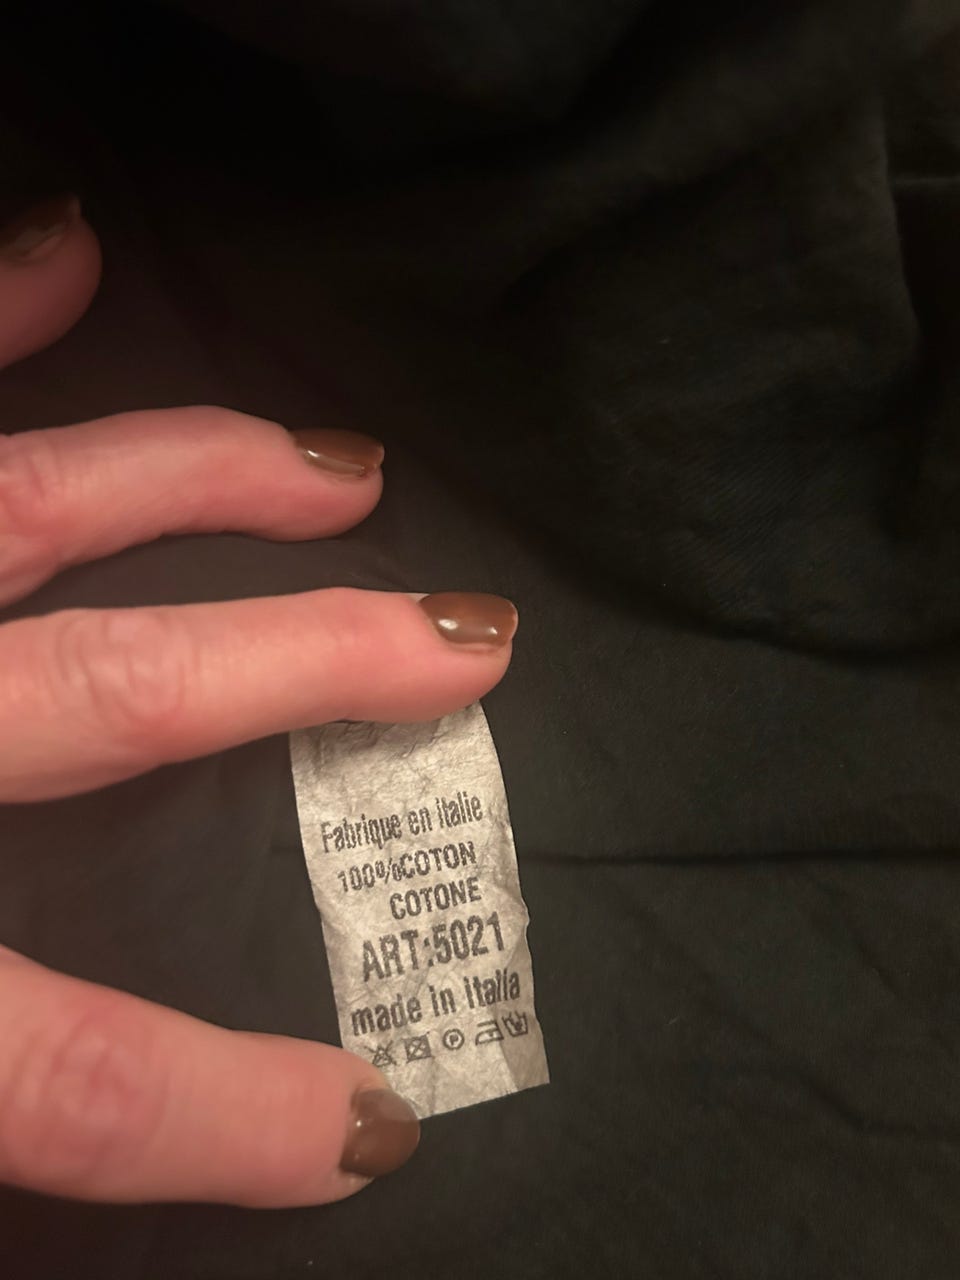 Fabrique en italie
100%COTON
COTONE
ART:5021
made in italia
P